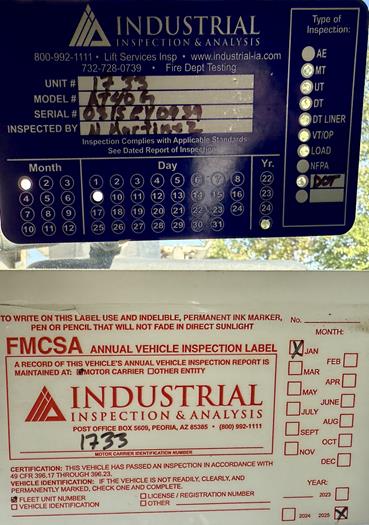 INDUSTRIAL
INSPECTION & ANALYSIS
800-992-1111 • Lift Services Insp • www.industrial-ia.com
732-728-0739 • Fire Dept Testing
UNIT # 1733
MODEL # AT40G
SERIAL #
INSPECTED BY N Martinez
Inspection Complies with Applicable Standards
See Dated Report of Inspection
Month Day Yr.
1 2 3 1 2 3 4 5 6 7 8 22
4 5 6 9 10 11 12 13 14 15 16 23
7 8 9 17 18 19 20 21 22 23 24
10 11 12 25 26 27 28 29 30 31
Type of
Inspection:
AE
MT
UT
DT
DT LINER
VT/OP
LOAD
NFPA
DOT
TO WRITE ON THIS LABEL USE AND INDELIBLE, PERMANENT INK MARKER,
PEN OR PENCIL THAT WILL NOT FADE IN DIRECT SUNLIGHT
No.
FMCSA ANNUAL VEHICLE INSPECTION LABEL
A RECORD OF THIS VEHICLE'S ANNUAL VEHICLE INSPECTION REPORT IS
MAINTAINED AT: MOTOR CARRIER OTHER ENTITY
INDUSTRIAL
INSPECTION & ANALYSIS
POST OFFICE BOX 5609, PEORIA, AZ 85385 • (800) 992-1111
1733
MOTOR CARRIER IDENTIFICATION NUMBER
CERTIFICATION: THIS VEHICLE HAS PASSED AN INSPECTION IN ACCORDANCE WITH
49 CFR 396.17 THROUGH 396.23.
VEHICLE IDENTIFICATION: IF THE VEHICLE IS NOT READILY, CLEARLY, AND
PERMANENTLY MARKED, CHECK ONE AND COMPLETE.
FLEET UNIT NUMBER LICENSE / REGISTRATION NUMBER
VEHICLE IDENTIFICATION OTHER
MONTH:
X JAN
FEB
MAR
APR
MAY
JUNE
JULY
AUG
SEPT
OCT
NOV
DEC
YEAR:
2023
2024 2025 X